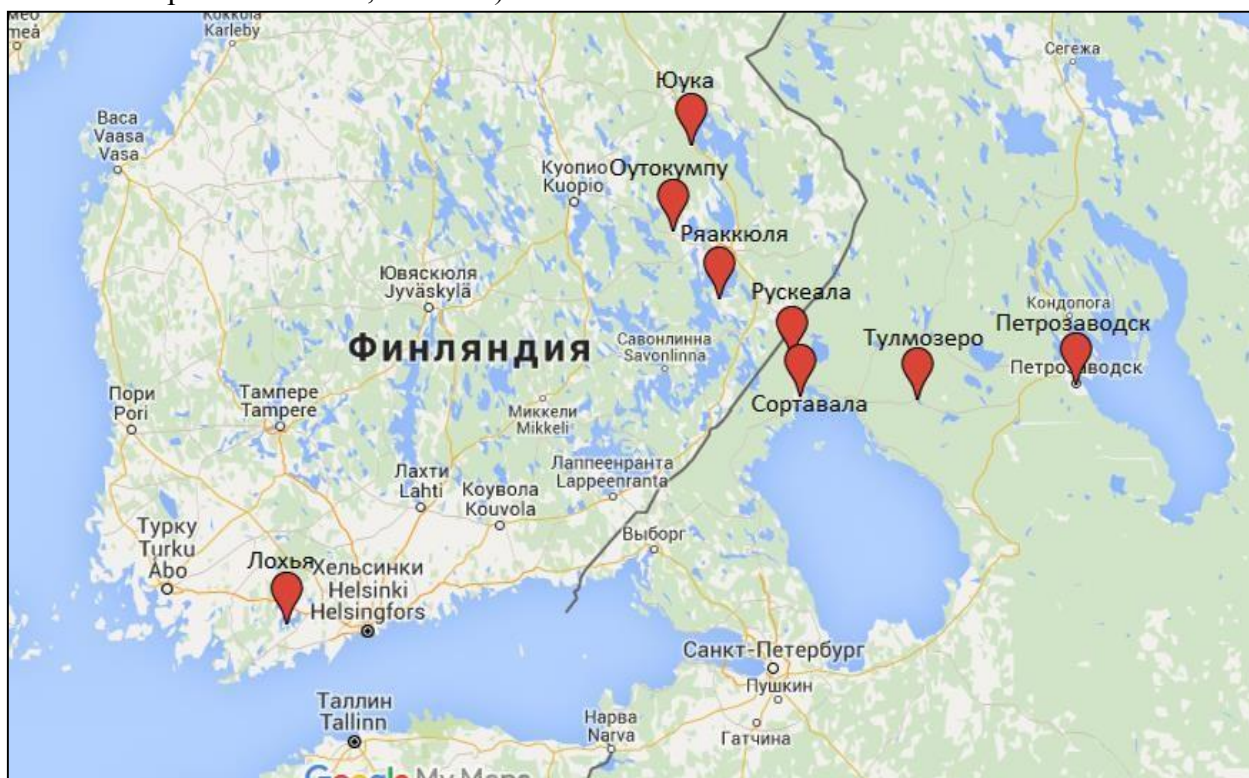 Kokkola
Karleby
meå
Сегежа
Юука
Васа
Vaasa
Vasa
Куопио
Kuopio
Оутокумпу
Ряаккюля
Ювяскюля
Jyväskylä
Рускеала
Кондопога
Петрозаводск
Петрозаводск
Тулмозеро
Савонлинна
Savonlinna
Финляндия
Сортавала
Пори
Pori
Тампере
Tampere
Миккели
Mikkeli
Лаппеенранта
Lappeenranta
Лахти
Lahti
Коувола
Kouvola
Турку
Turku
Åbo
Выборг
Лохья
Хельсинки
Helsinki
Helsingfors
Санкт-Петербург
Пушкин
Гатчина
Таллин
Tallinn
Нарва
Narva
Google My Maps